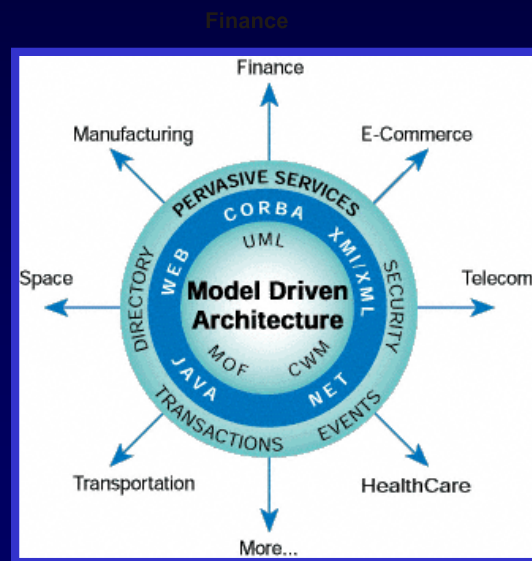 Finance
Finance
Manufacturing
E-Commerce
PERVASIVE SERVICES
CORBA
XMI/XML
WEB
UML
DIRECTORY
SECURITY
Space
Telecom
Model Driven
Architecture
MOF
CWM
JAVA
NET
TRANSACTIONS
EVENTS
Transportation
HealthCare
More...